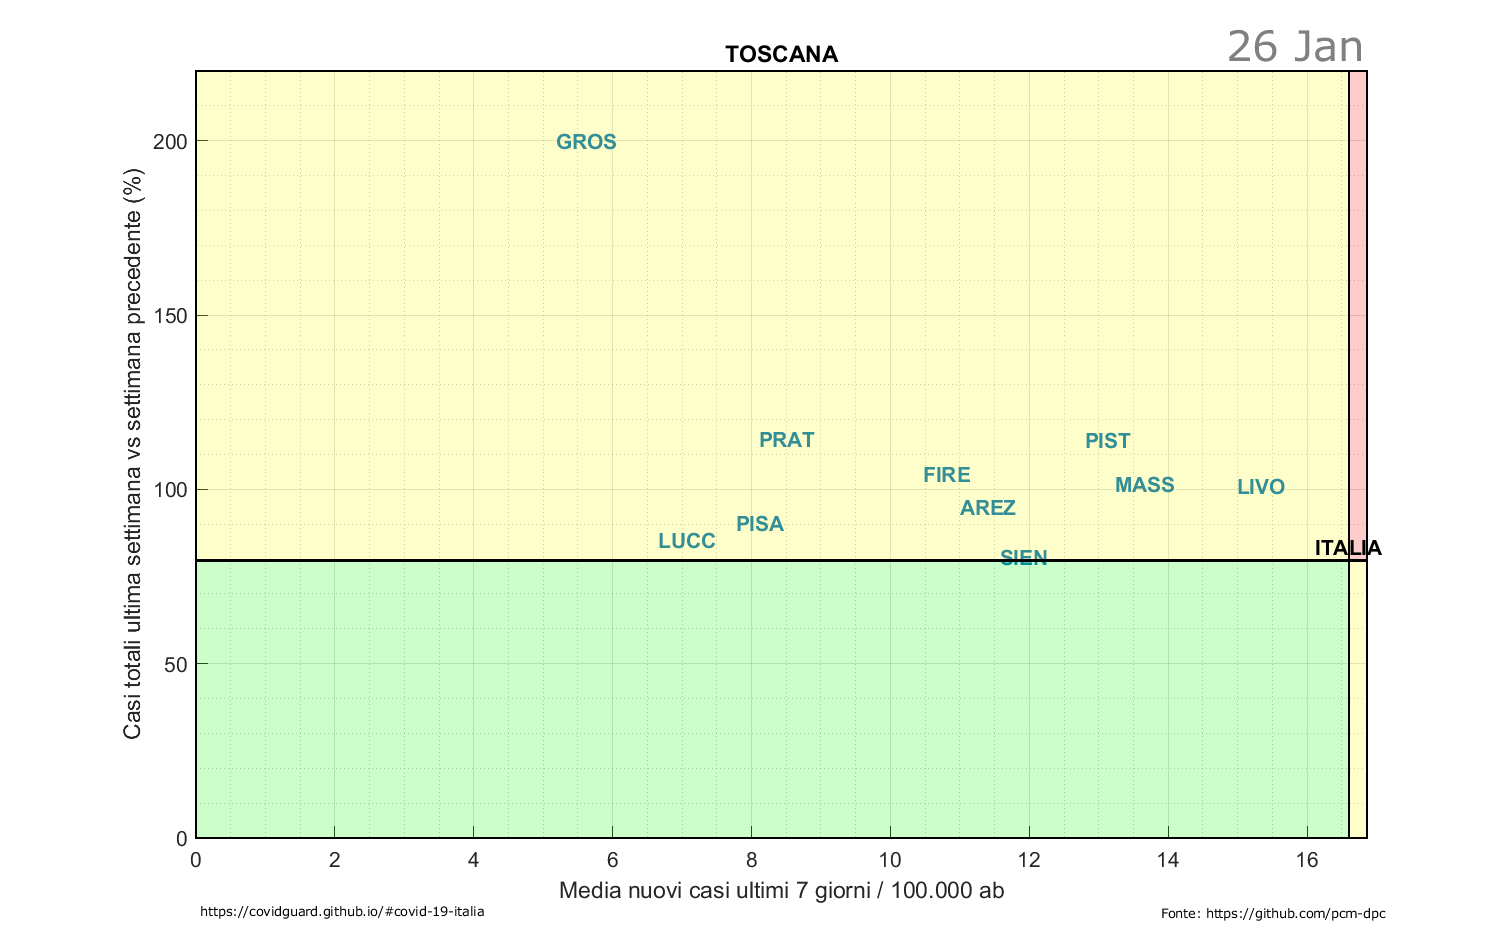 26 Jan
TOSCANA
Casi totali ultima settimana vs settimana precedente (%)
200
150
100
50
0
GROS
PRAT
PIST
FIRE
MASS
LIVO
AREZ
PISA
LUCC
ITALIA
SIEN
0 2 4 6 8 10 12 14 16
Media nuovi casi ultimi 7 giorni / 100.000 ab
https://covidguard.github.io/#covid-19-italia
Fonte: https://github.com/pcm-dpc